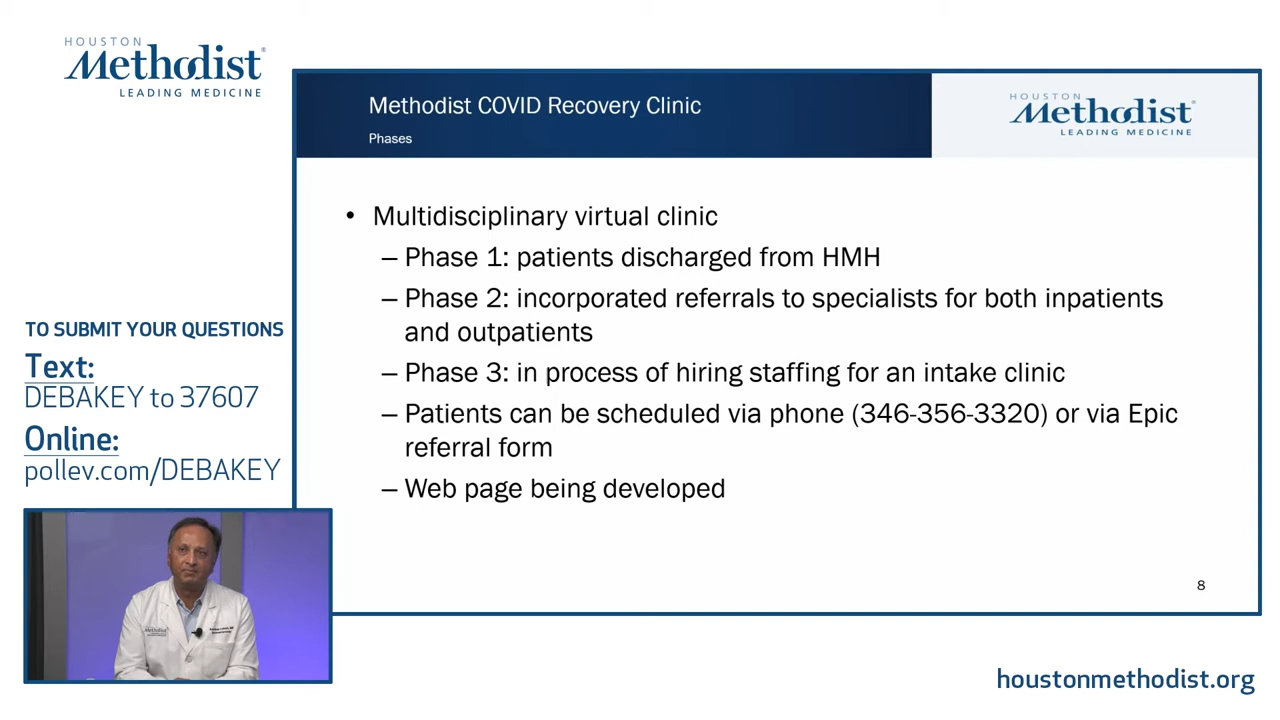 HOUSTON
Methodist
LEADING MEDICINE
Methodist COVID Recovery Clinic
Phases
HOUSTON
Methodist
LEADING MEDICINE
• Multidisciplinary virtual clinic
– Phase 1: patients discharged from HMH
– Phase 2: incorporated referrals to specialists for both inpatients
and outpatients
– Phase 3: in process of hiring staffing for an intake clinic
– Patients can be scheduled via phone (346-356-3320) or via Epic
referral form
– Web page being developed
8
TO SUBMIT YOUR QUESTIONS
Text:
DEBAKEY to 37607
Online:
pollev.com/DEBAKEY
Methodist
houstonmethodist.org